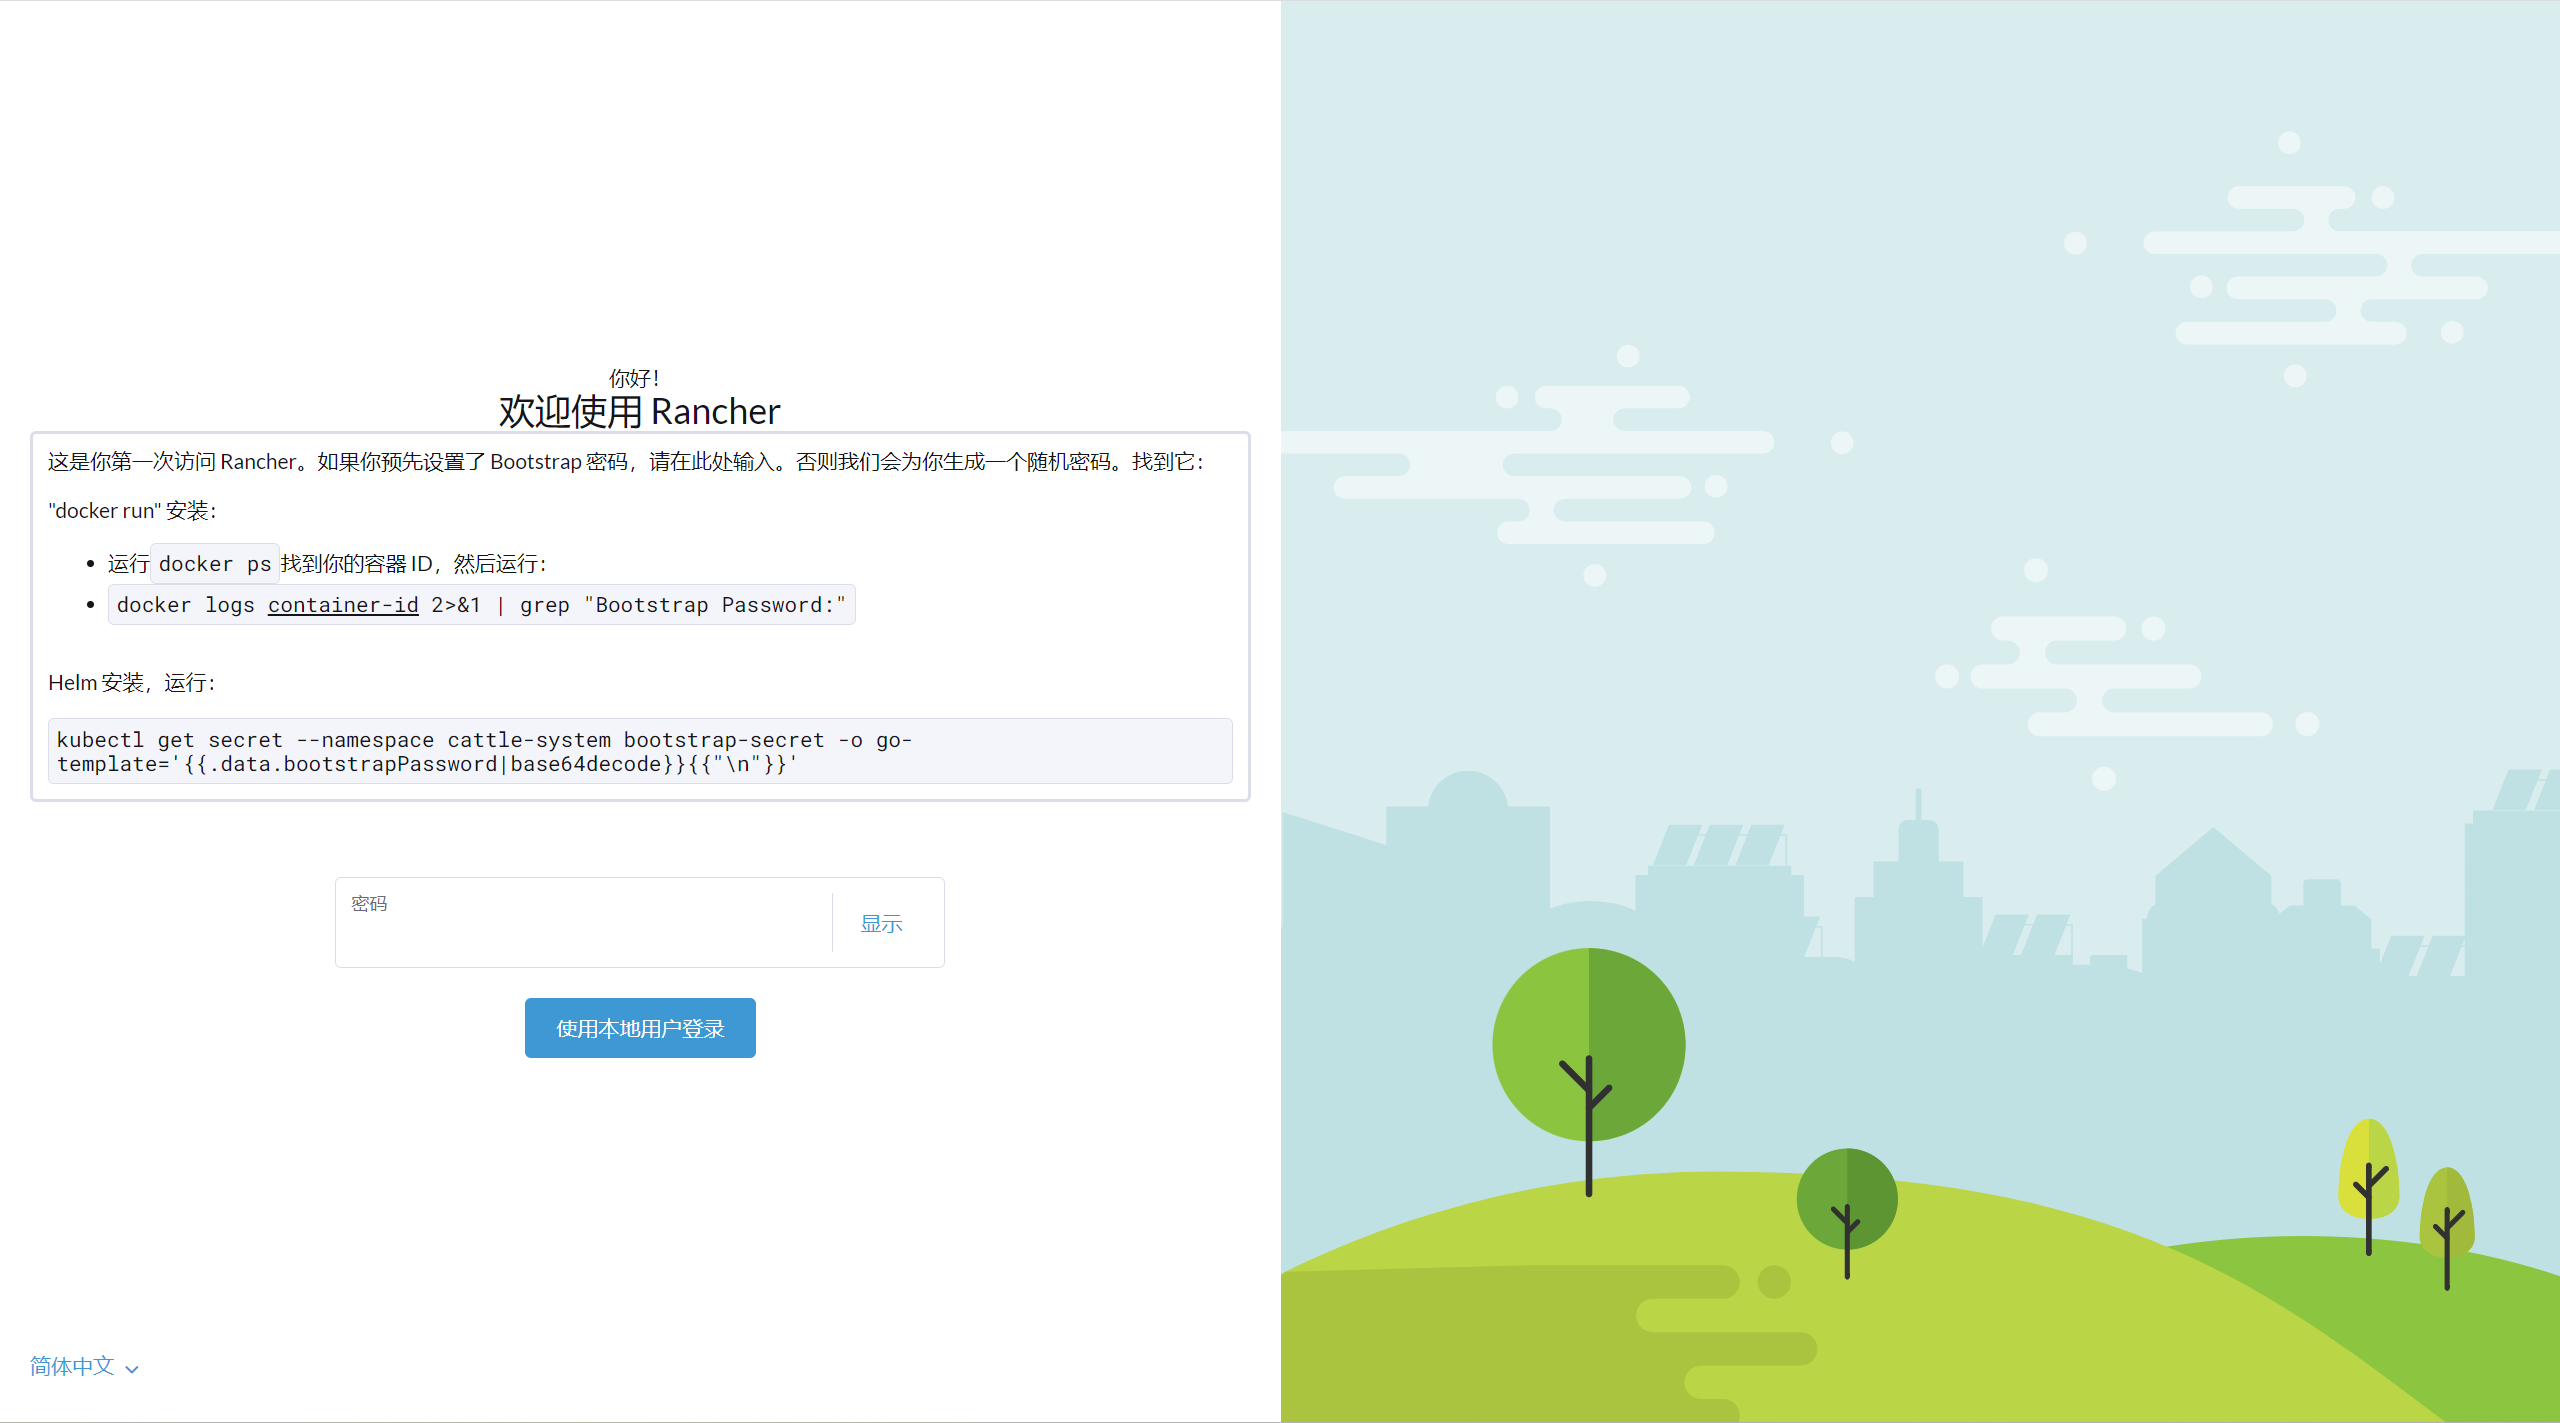 你好！
欢迎使用 Rancher
这是你第一次访问 Rancher。如果你预先设置了 Bootstrap 密码，请在此处输入。否则我们会为你生成一个随机密码。找到它：
"docker run" 安装：
运行 docker ps 找到你的容器 ID，然后运行：
docker logs container-id 2>&1 | grep "Bootstrap Password:"
Helm 安装，运行：
kubectl get secret --namespace cattle-system bootstrap-secret -o go-
template='{{.data.bootstrapPassword|base64decode}}{{"\n"}}'
密码
显示
使用本地用户登录
简体中文